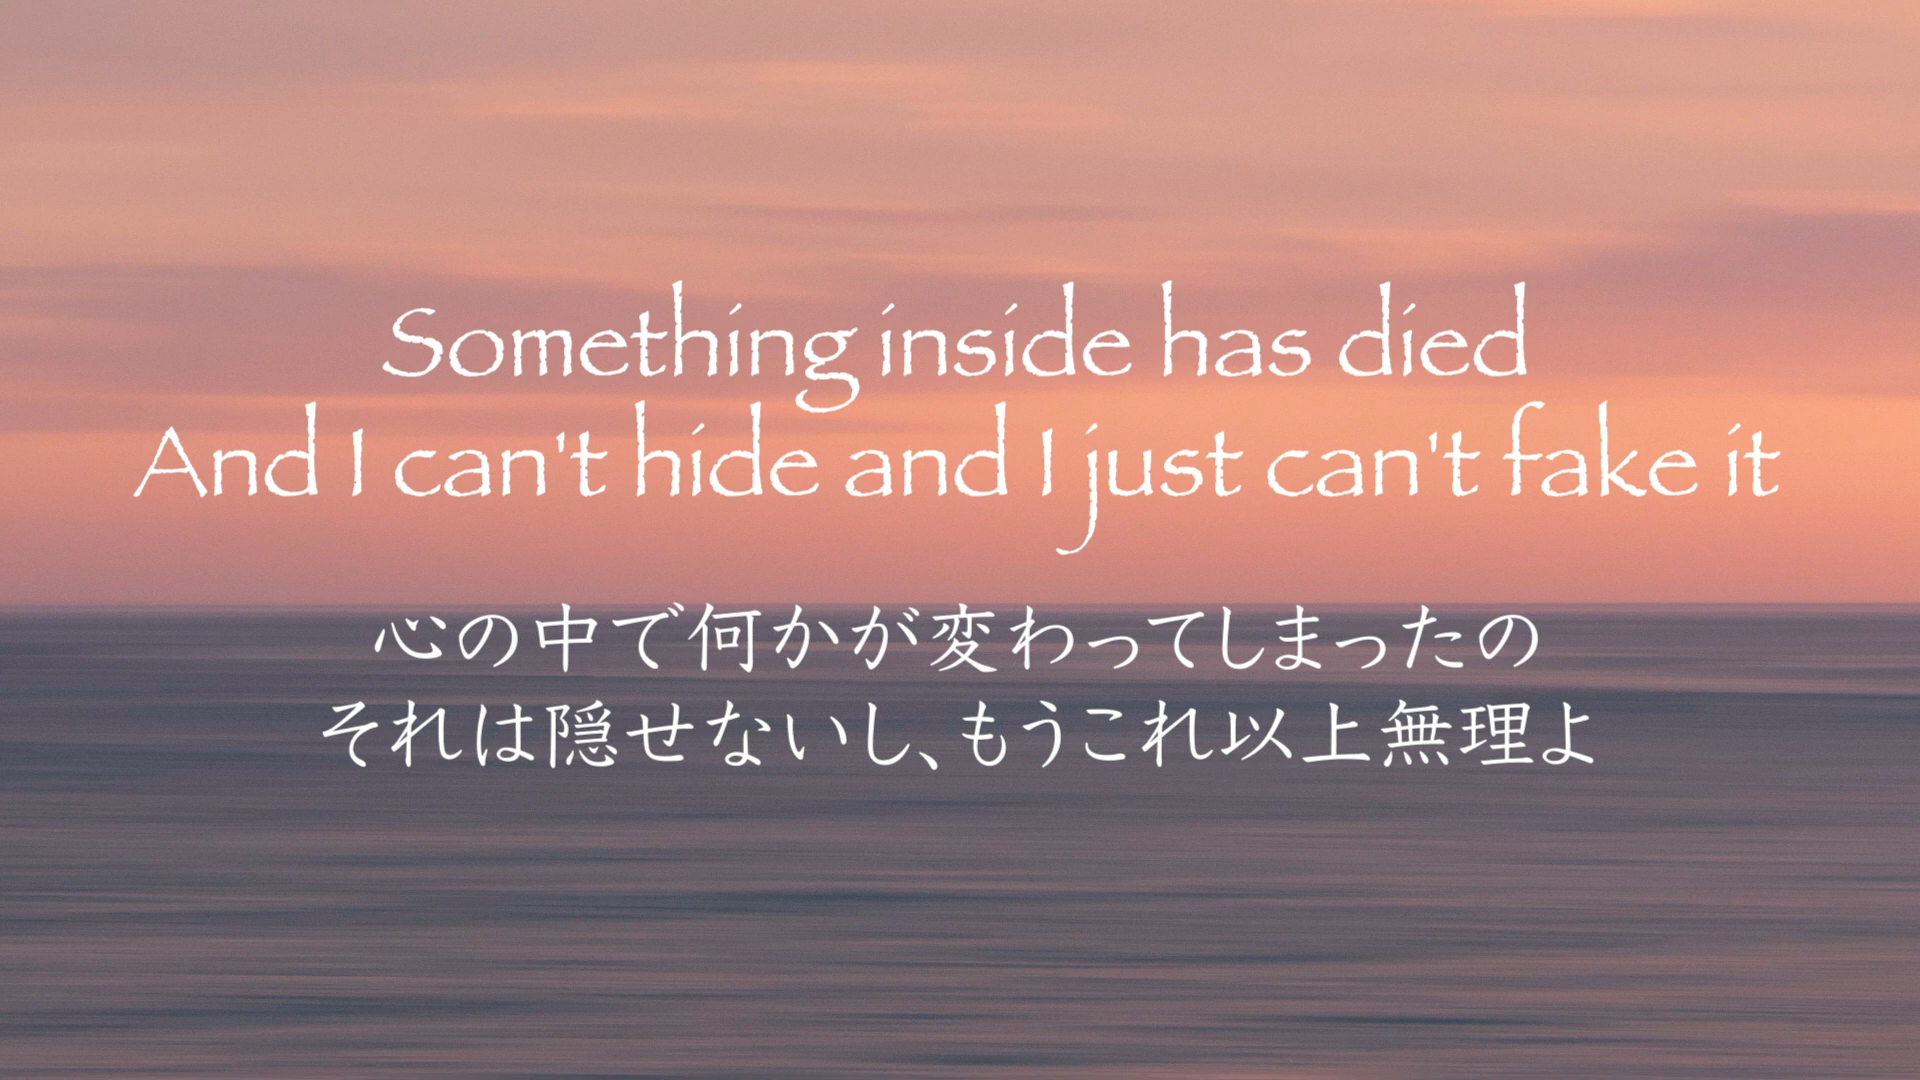 Something inside has died
And I can't hide and I just can't fake it
心の中で何かが変わってしまったの
それは隠せないし、もうこれ以上無理よ